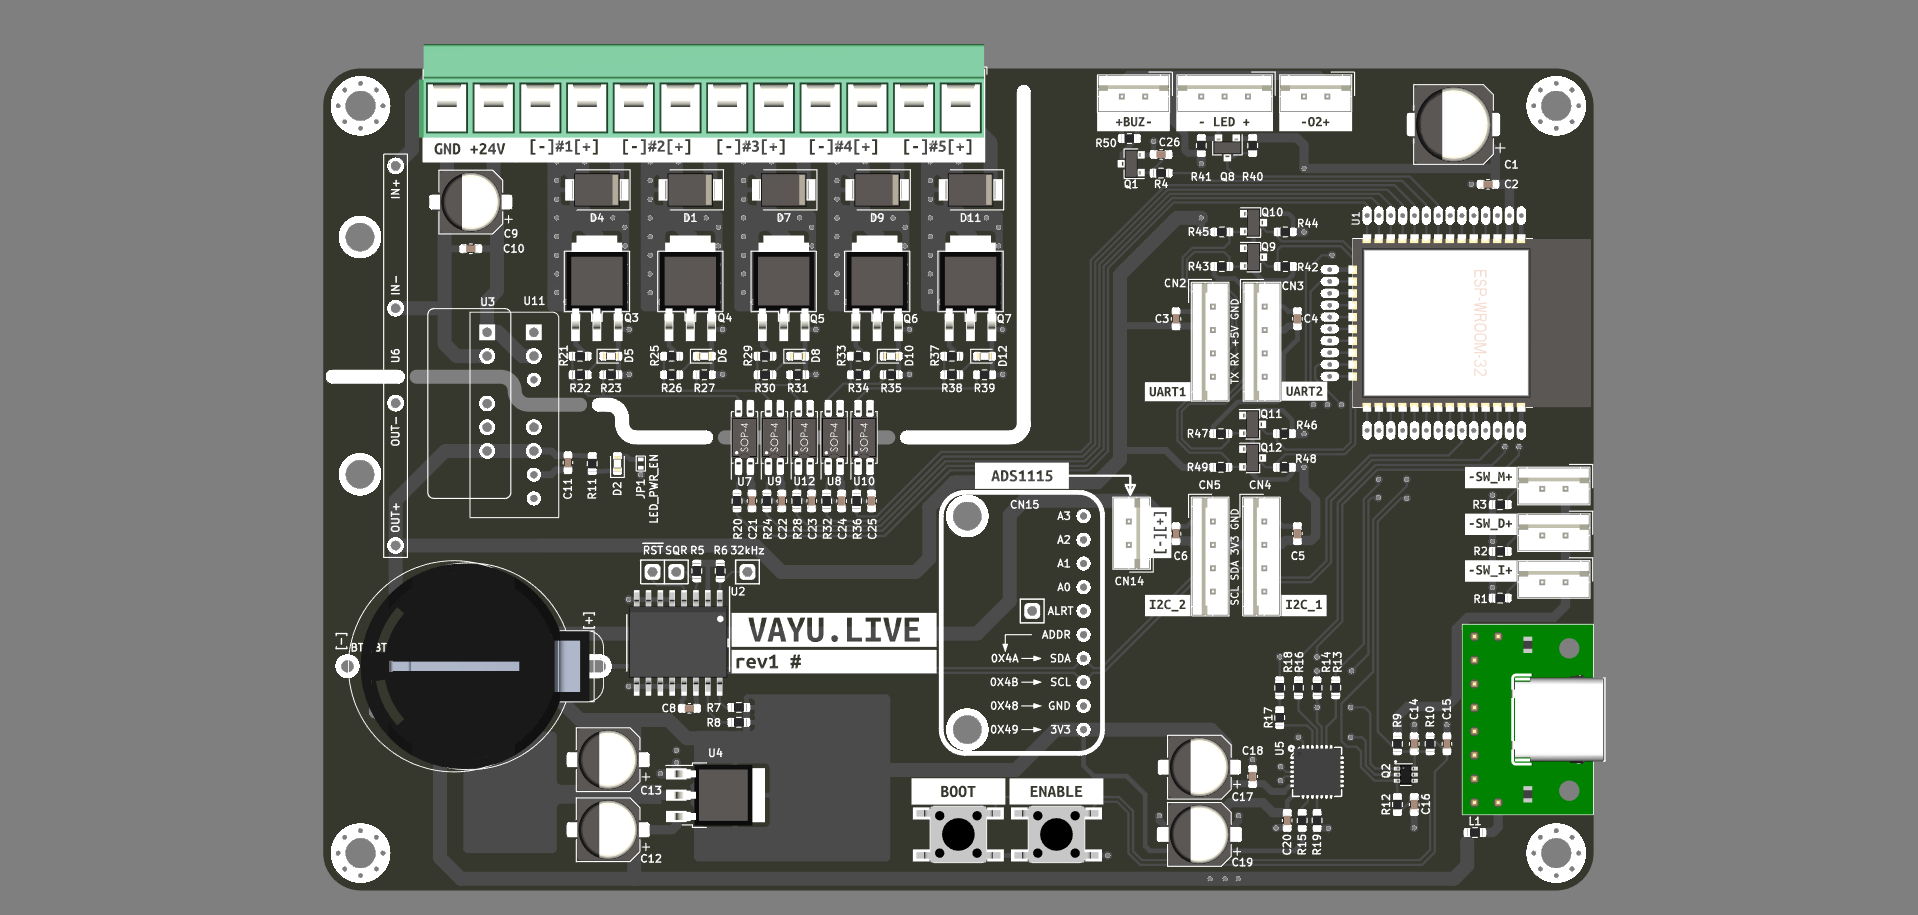 GND +24V
[-]#1[+]
[-]#2[+]
[-]#3[+]
[-]#4[+]
[-]#5[+]
+BUZ-
- LED +
-O2+
R50
C26
Q1
R4
R41
Q8
R40
C1
C2
IN+
C9
C10
D4
D1
D7
D9
D11
IN-
U3
U11
Q3
Q4
Q5
Q6
Q7
R45
Q10
R44
R43
Q9
R42
U1
ESP-WROOM-32
CN2
CN3
C3
C4
TX RX +5V GND
UART1
UART2
U6
R21
D5
R25
D6
R29
D8
R33
D10
R37
D12
R22
R23
R26
R27
R30
R31
R34
R35
R38
R39
OUT-
SOP-4
SOP-4
SOP-4
SOP-4
SOP-4
U7
U9
U12
U8
U10
R47
Q11
R46
R49
Q12
R48
C11
R11
D2
JP1
LED_PWR_EN
R20
C21
R24
C22
R28
C23
R32
C24
R36
C25
OUT+
ADS1115
CN15
A3
A2
A1
A0
ALRT
ADDR
0X4A
SDA
0X4B
SCL
0X48
GND
0X49
3V3
[-][+]
CN14
CN5
CN4
C6
C5
SCL SDA 3V3 GND
I2C_2
I2C_1
-SW_M+
R3
-SW_D+
R2
-SW_I+
R1
RST
SQR
R5
R6
32kHz
U2
VAYU.LIVE
rev1 #
[-]
[+]
C8
R7
R8
U4
C13
C12
BOOT
ENABLE
R18
R16
R14
R13
R17
U5
C18
C17
C19
C20
R15
R19
R9
C14
R10
C15
Q2
R12
C16
L1